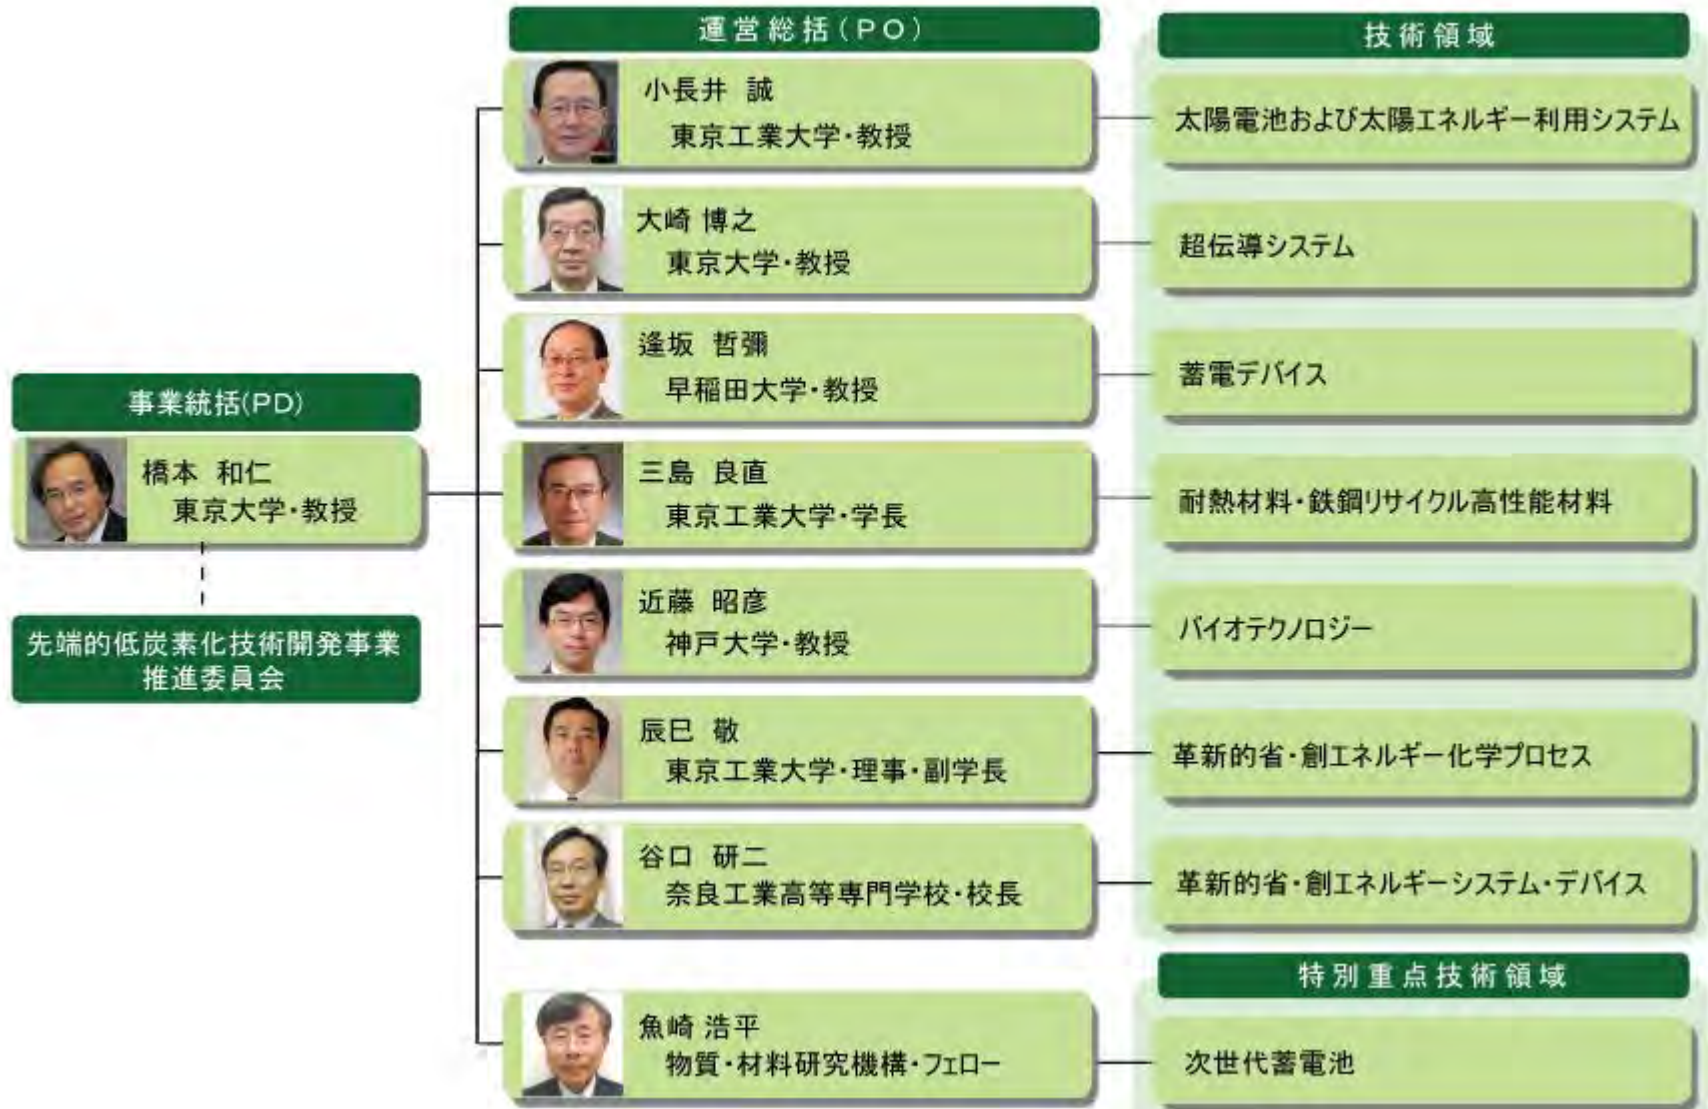 事業統括(PD)
橋本 和仁
東京大学・教授
先端的低炭素化技術開発事業
推進委員会
運営総括(PO)
小長井 誠
東京工業大学・教授
大崎 博之
東京大学・教授
逢坂 哲彌
早稲田大学・教授
三島 良直
東京工業大学・学長
近藤 昭彦
神戸大学・教授
辰巳 敬
東京工業大学・理事・副学長
谷口 研二
奈良工業高等専門学校・校長
魚崎 浩平
物質・材料研究機構・フェロー
技術領域
太陽電池および太陽エネルギー利用システム
超伝導システム
蓄電デバイス
耐熱材料・鉄鋼リサイクル高性能材料
バイオテクノロジー
革新的省・創エネルギー化学プロセス
革新的省・創エネルギーシステム・デバイス
特別重点技術領域
次世代蓄電池